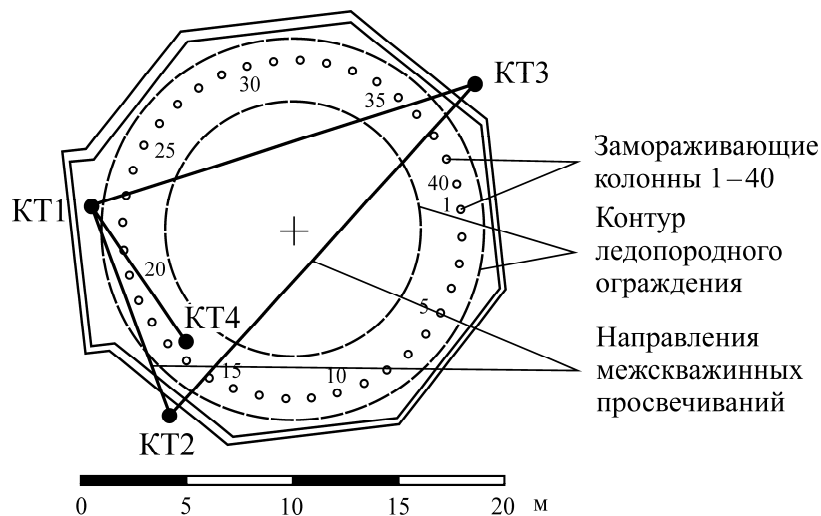 КТ3
30
35
25
Замораживающие
колонны 1–40
40
1
КТ1
Контур
ледопородного
ограждения
20
КТ4
5
Направления
межскважинных
просвечиваний
15
10
КТ2
0 5 10 15 20 м